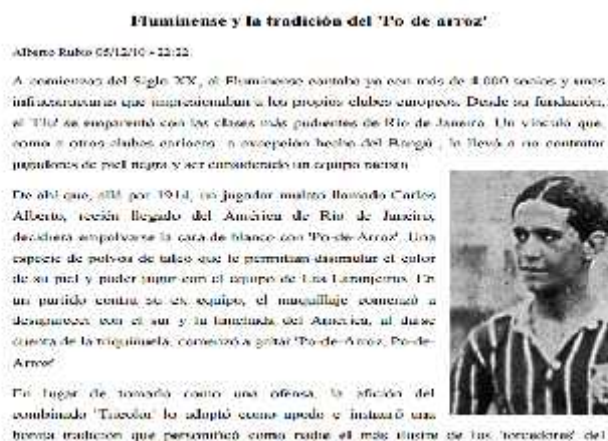 Fluminense y la tradición del 'Po de arroz'
Alberto Rubio 05/12/10 - 22:22
A comienzos del Siglo XX, el Fluminense contaba ya con más de 4.000 socios y unas
infraestructuras que impresionaban a los propios clubes europeos. Desde su fundación,
el 'Flu' se emparentó con las clases más pudientes de Rio de Janeiro. Un vínculo que,
como a otros clubes cariocas a excepción hecha del Bangú , le llevó a no contratar
jugadores de piel negra y ser considerado un equipo racista
De ahí que, allá por 1914, un jugador mulato llamado Carlos
Alberto, recién llegado del América de Rio de Janeiro,
decidiera empolvarse la cara de blanco con 'Po-de-Arroz'. Una
especie de polvos de talco que le permitían disimular el color
de su piel y poder jugar con el equipo de Las Laranjeiras. En
un partido contra su ex equipo, el maquillaje comenzó a
desaparecer con el sur y la hinchada del América, al darse
cuenta de la triquiñuela, comenzó a gritar 'Po-de-Arroz, Po-de-
Arroz'
En lugar de tomarlo como una ofensa, la afición del
combinado 'Tricolor' lo adoptó como apodo e instauró una
tradición que personificó como nadie el más ilustre de los 'torcedores' del